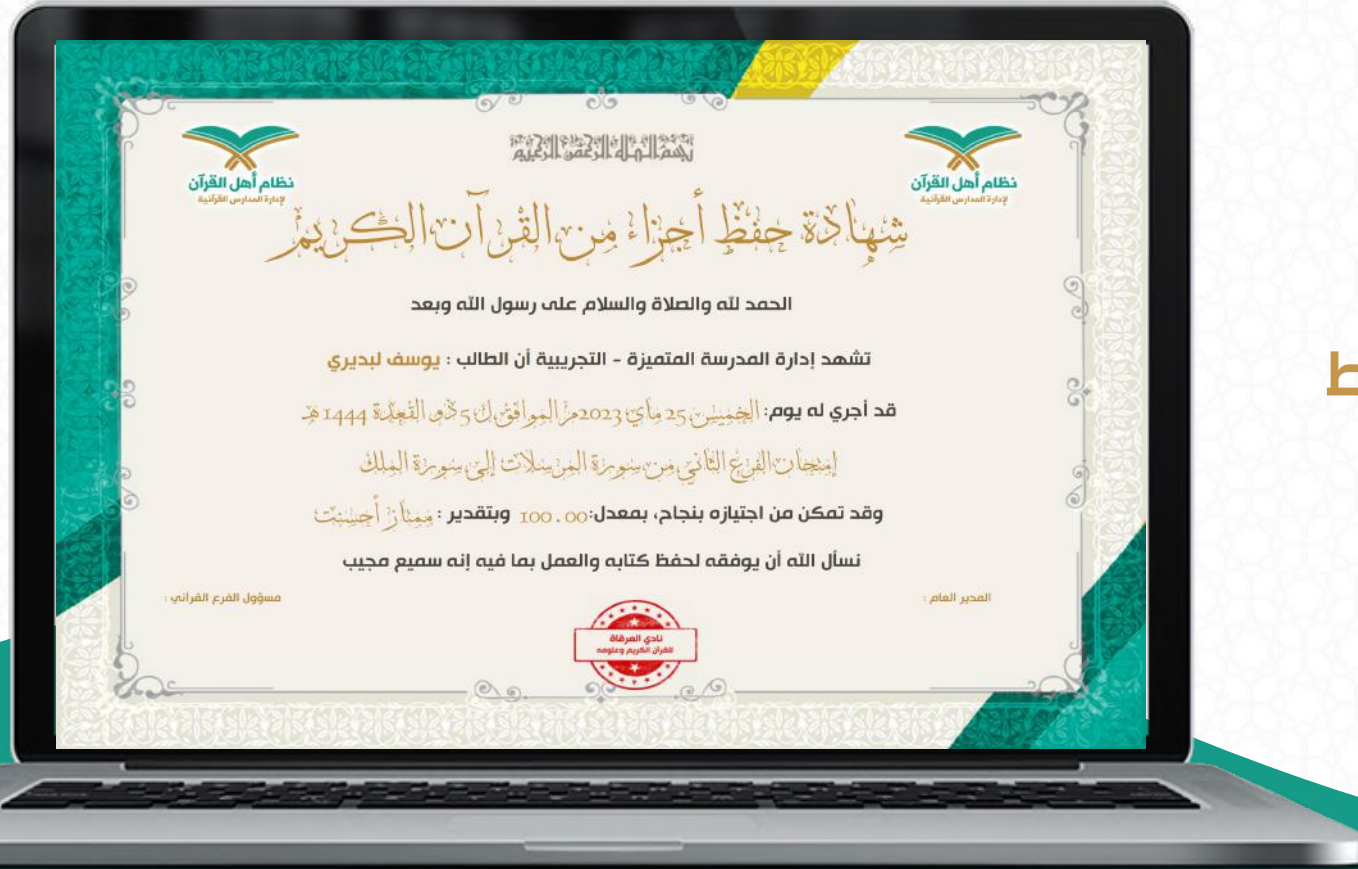 بسم الله الرحمن الرحيم
نظام أهل القرآن
لإدارة المدارس القرآنية
نظام أهل القرآن
لإدارة المدارس القرآنية
شهادة حفظ أجزاء من القرآن الكريم
الحمد لله والصلاة والسلام على رسول الله وبعد
تشهد إدارة المدرسة المتميزة - التجريبية أن الطالب : يوسف لبديري
قد أجري له يوم: الخميس 25 ماي 2023م الموافق ل 5 ذو القعدة 1444 هـ
إمتحان الفرع الثاني من سورة المرسلات إلى سورة الملك
وقد تمكن من اجتيازه بنجاح، بمعدل:100.00 وبتقدير : ممتاز أحسنت
نسأل الله أن يوفقه لحفظ كتابه والعمل بما فيه إنه سميع مجيب
المدير العام :
مسؤول الفرع القرآني :
نادي المرقاة
للقرآن الكريم وعلومه